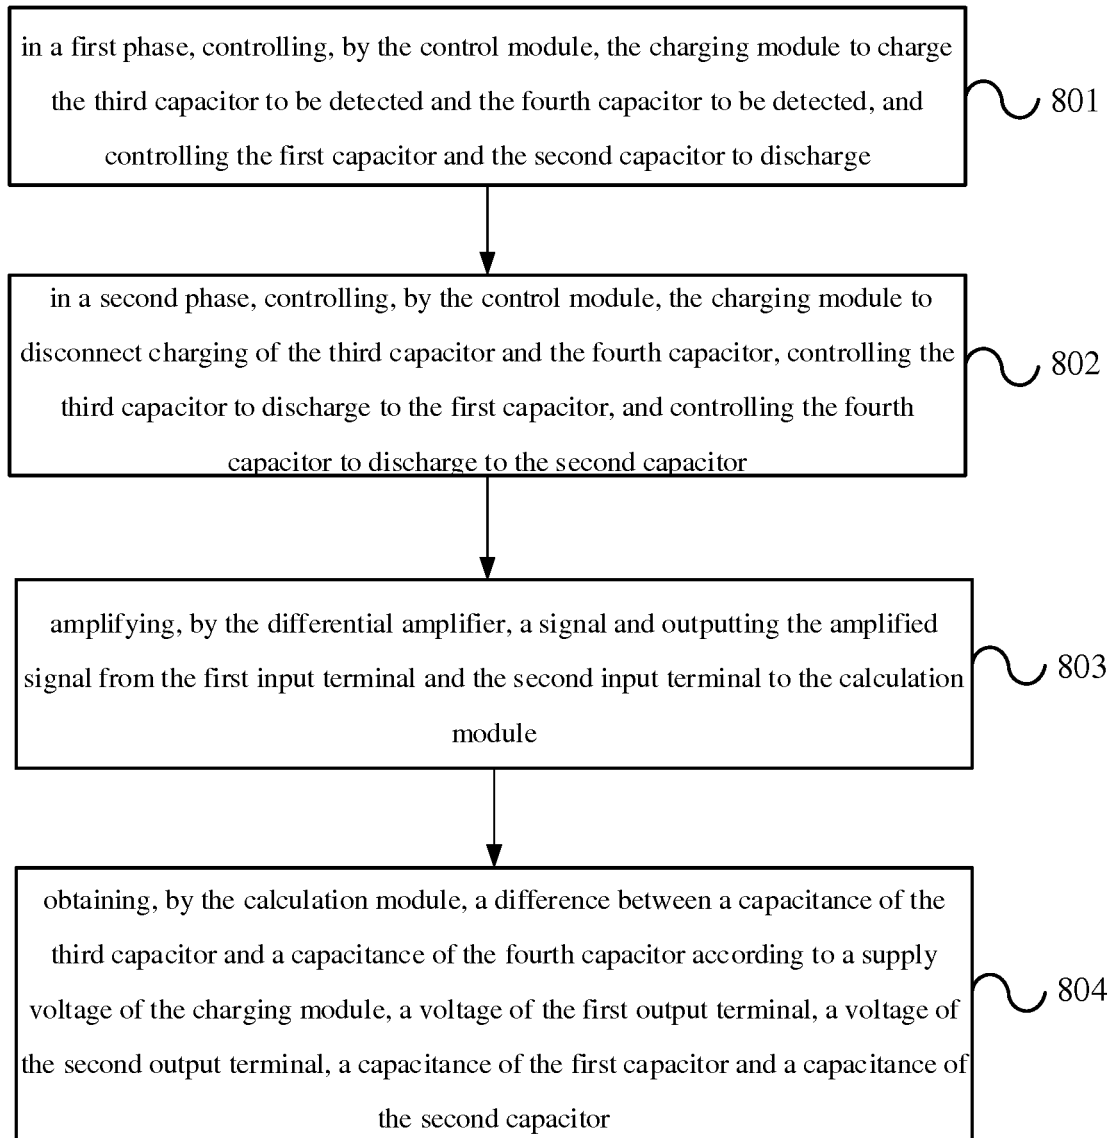 in a first phase, controlling, by the control module, the charging module to charge
the third capacitor to be detected and the fourth capacitor to be detected, and
controlling the first capacitor and the second capacitor to discharge
801
in a second phase, controlling, by the control module, the charging module to
disconnect charging of the third capacitor and the fourth capacitor, controlling the
third capacitor to discharge to the first capacitor, and controlling the fourth
capacitor to discharge to the second capacitor
802
amplifying, by the differential amplifier, a signal and outputting the amplified
signal from the first input terminal and the second input terminal to the calculation
module
803
obtaining, by the calculation module, a difference between a capacitance of the
third capacitor and a capacitance of the fourth capacitor according to a supply
voltage of the charging module, a voltage of the first output terminal, a voltage of
the second output terminal, a capacitance of the first capacitor and a capacitance of
the second capacitor
804